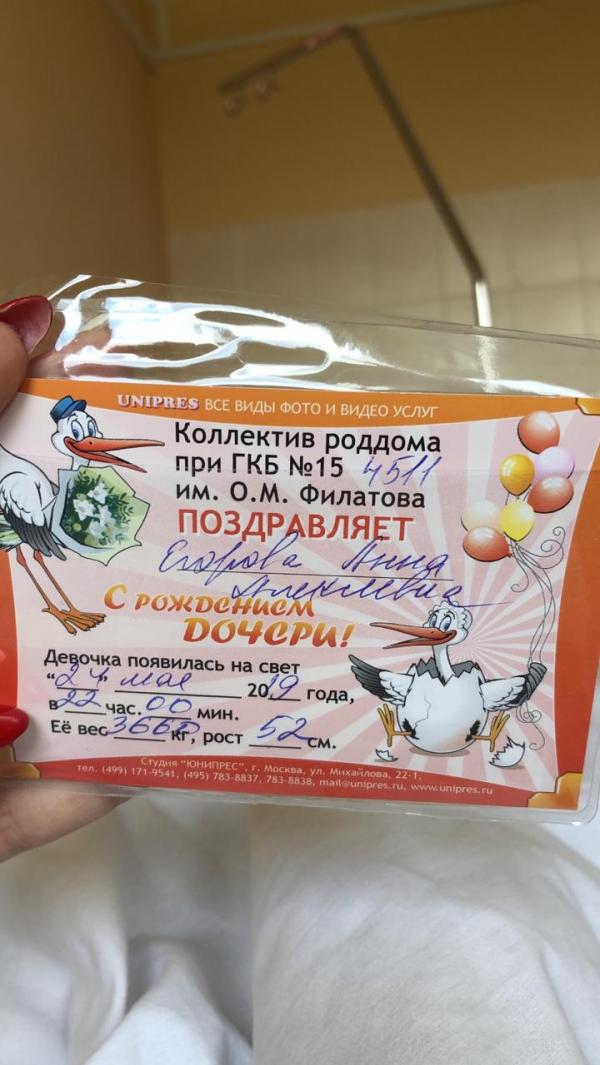 UNIPRES ВСЕ ВИДЫ ФОТО И ВИДЕО УСЛУГ
Коллектив роддома
при ГКБ №15 4511
им. О.М. Филатова
ПОЗДРАВЛЯЕТ
Егорова Анна
С РОЖДЕНИЕМ
ДОЧЕРИ!
Девочка появилась на свет
"24" мая 2019 года,
в 22 час. 00 мин.
Её вес 3660 кг, рост 52 см.
Студия "ЮНИПРЕС", г. Москва, ул. Михайлова, 22-1,
тел. (499) 171-9541, (495) 783-8837, 783-8838, mail@unipres.ru, www.unipres.ru